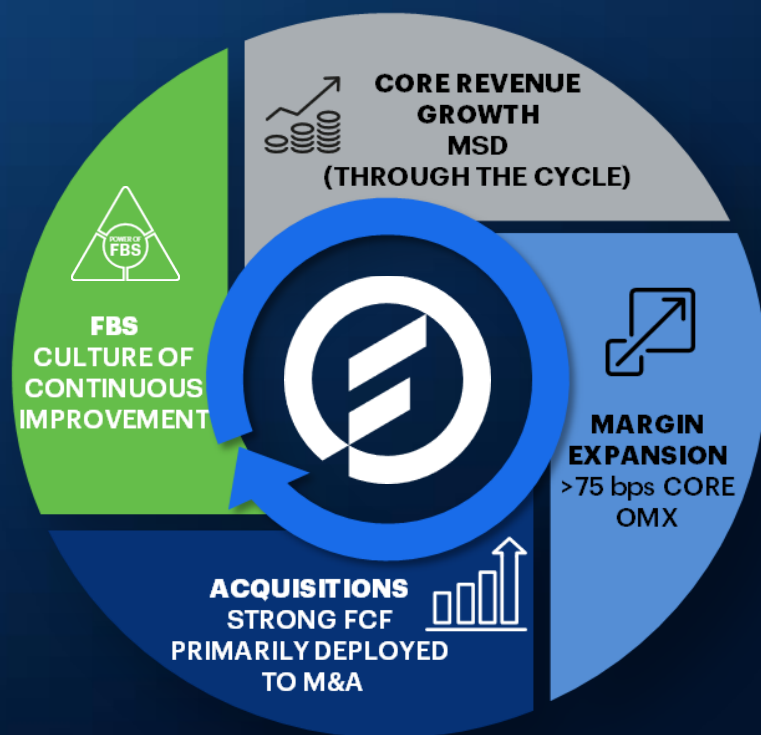 CORE REVENUE
GROWTH
MSD
(THROUGH THE CYCLE)
MARGIN
EXPANSION
>75 bps CORE
OMX
ACQUISITIONS
STRONG FCF
PRIMARILY DEPLOYED
TO M&A
POWER OF
FBS
FBS
CULTURE OF
CONTINUOUS
IMPROVEMENT